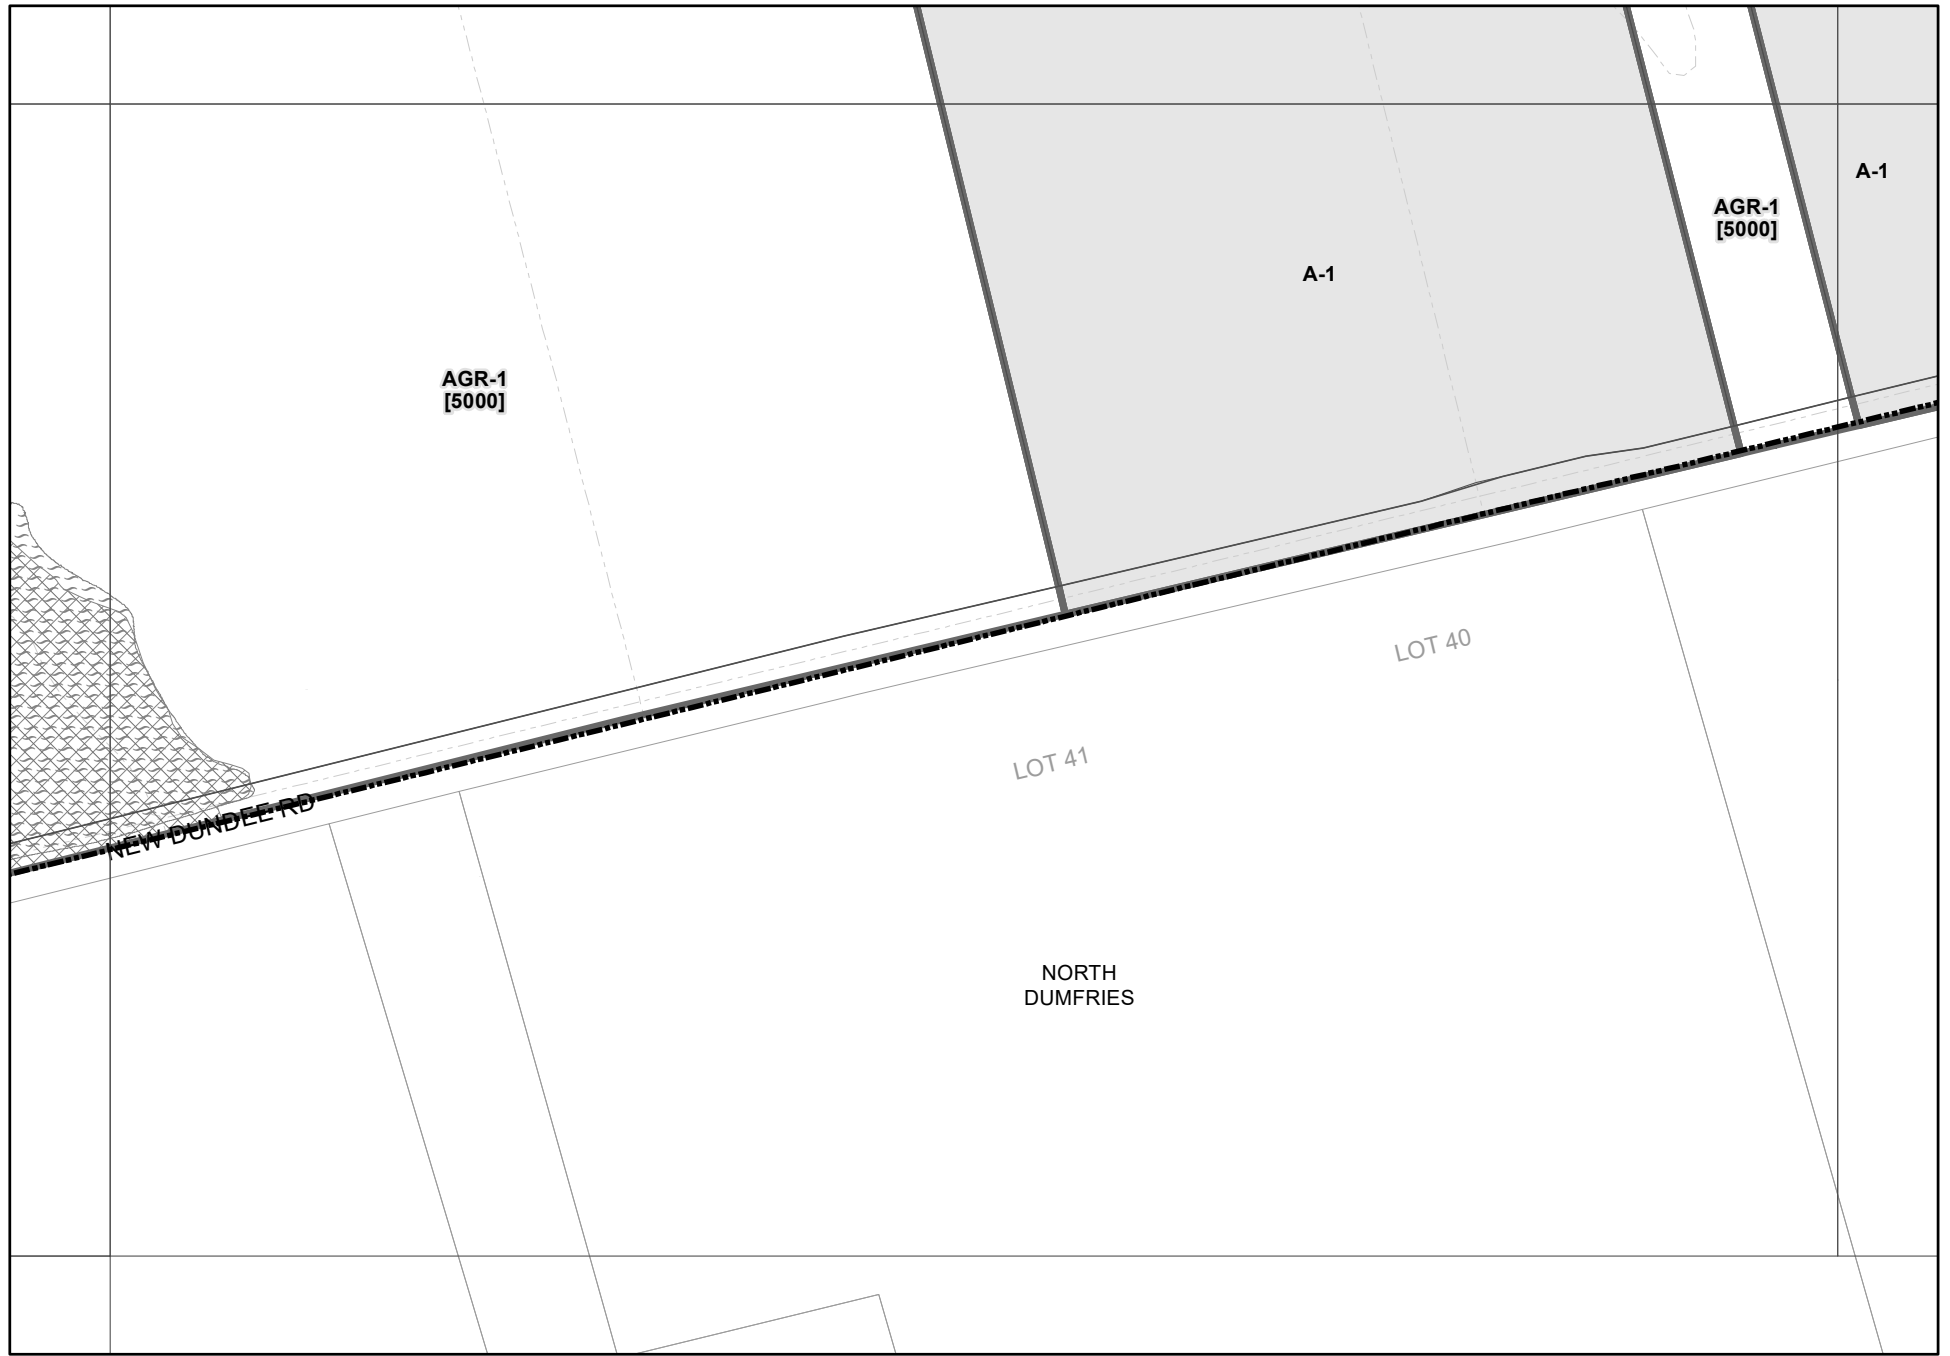 A-1
AGR-1
[5000]
A-1
AGR-1
[5000]
LOT 40
LOT 41
NEW DUNDEE RD
NORTH
DUMFRIES